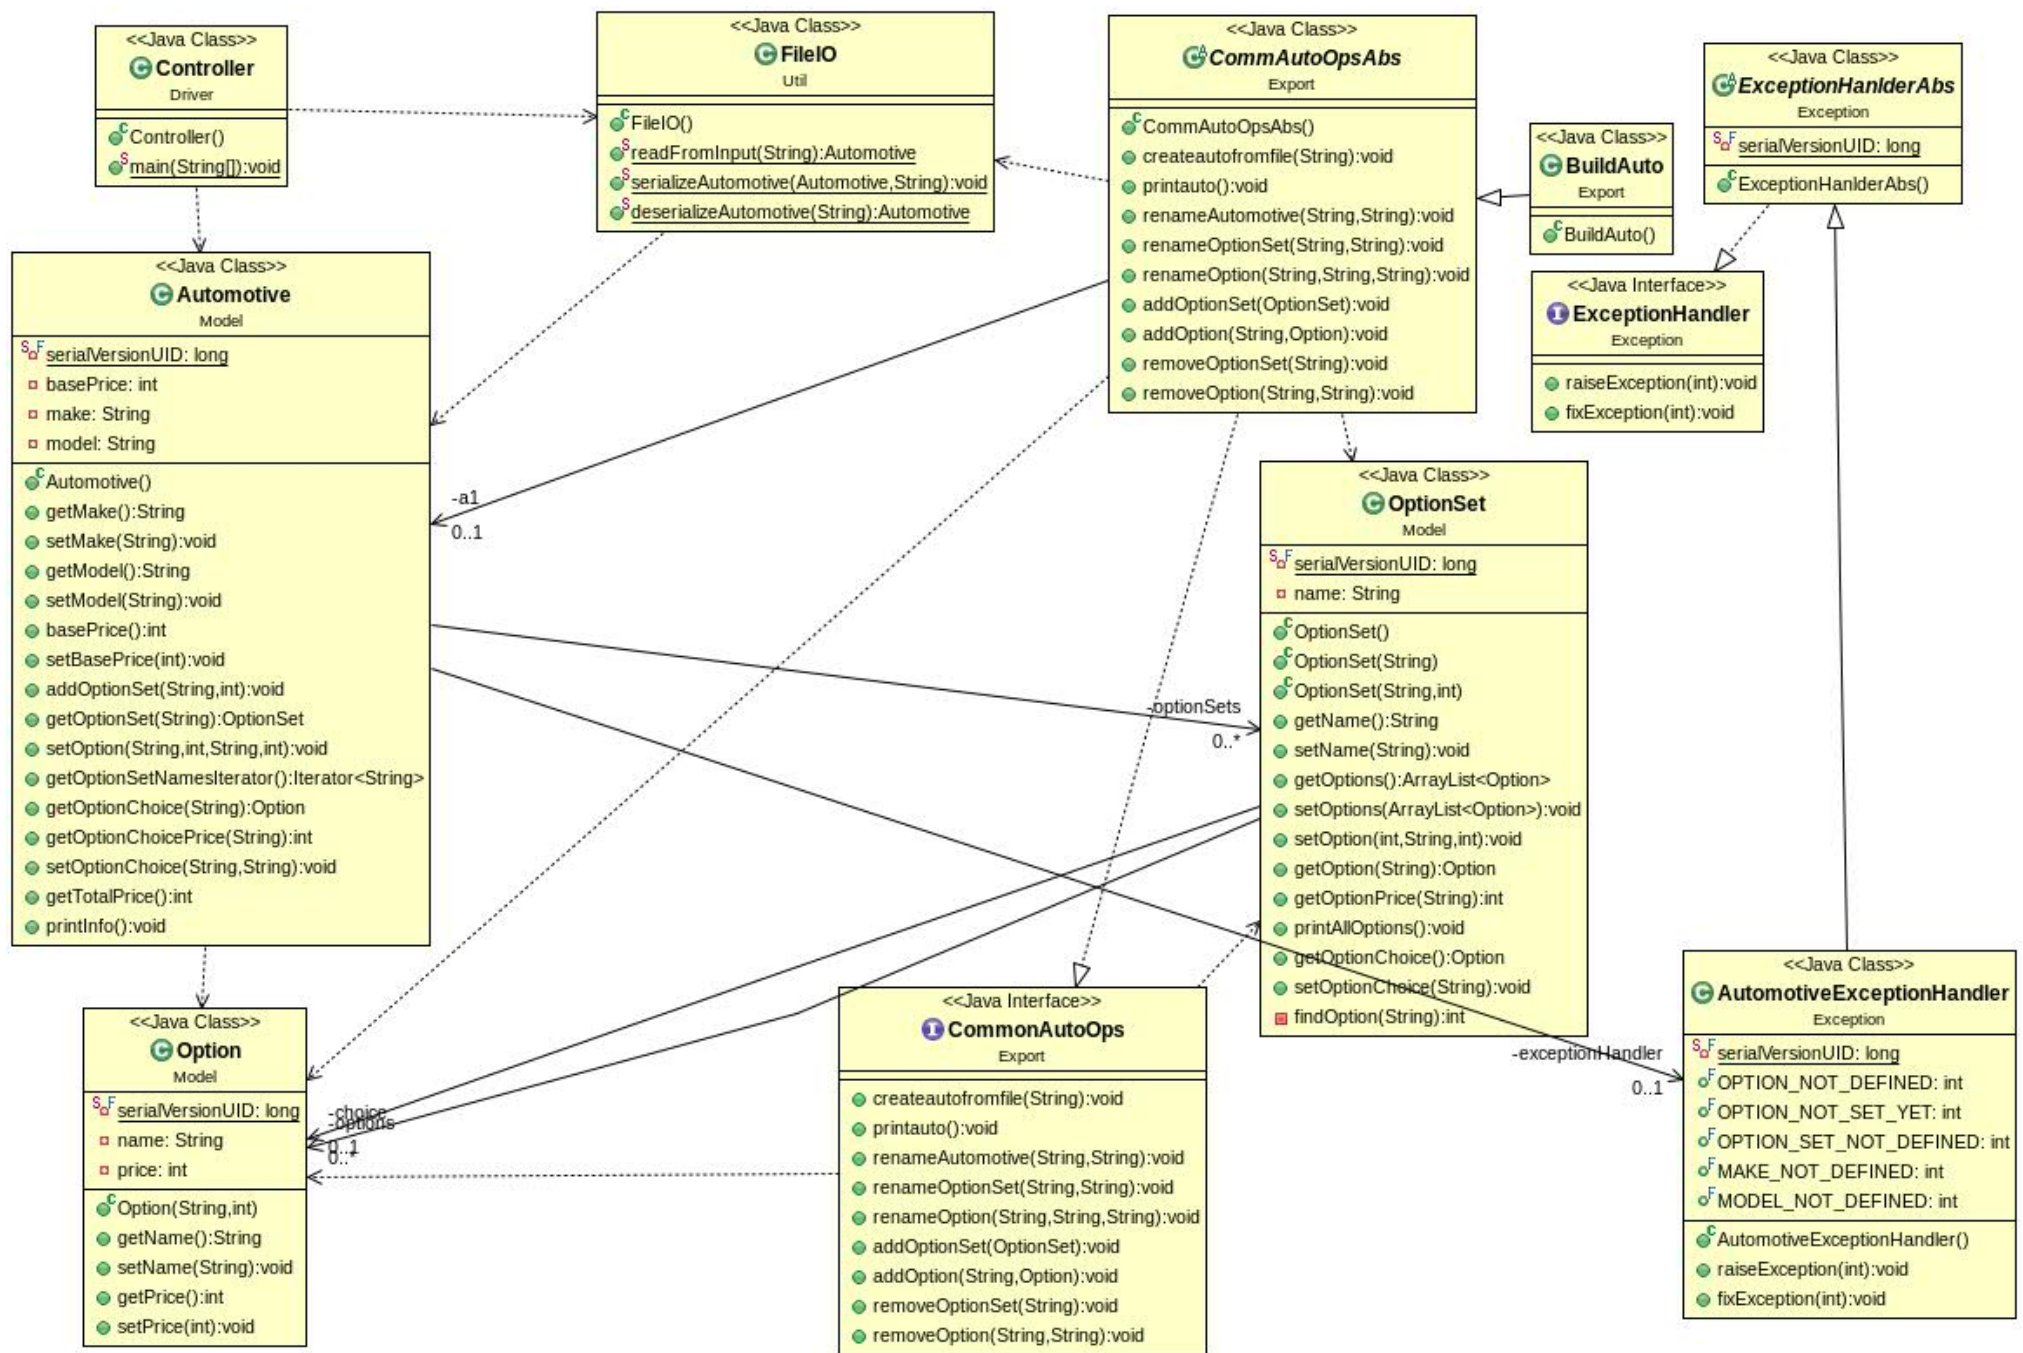 <<Java Class>>
Controller
Driver
Controller()
main(String[]):void
<<Java Class>>
FileIO
Util
FileIO()
readFromInput(String):Automotive
serializeAutomotive(Automotive,String):void
deserializeAutomotive(String):Automotive
<<Java Class>>
CommAutoOpsAbs
Export
CommAutoOpsAbs()
createautofromfile(String):void
printauto():void
renameAutomotive(String,String):void
renameOptionSet(String,String):void
renameOption(String,String,String):void
addOptionSet(OptionSet):void
addOption(String,Option):void
removeOptionSet(String):void
removeOption(String,String):void
<<Java Class>>
BuildAuto
Export
BuildAuto()
<<Java Class>>
ExceptionHanlderAbs
Exception
serialVersionUID: long
ExceptionHanlderAbs()
<<Java Interface>>
ExceptionHandler
Exception
raiseException(int):void
fixException(int):void
<<Java Class>>
Automotive
Model
serialVersionUID: long
basePrice: int
make: String
model: String
Automotive()
getMake():String
setMake(String):void
getModel():String
setModel(String):void
basePrice():int
setBasePrice(int):void
addOptionSet(String,int):void
getOptionSet(String):OptionSet
setOption(String,int,String,int):void
getOptionSetNamesIterator():Iterator<String>
getOptionChoice(String):Option
getOptionChoicePrice(String):int
setOptionChoice(String,String):void
getTotalPrice():int
printInfo():void
-a1
0..1
<<Java Class>>
OptionSet
Model
serialVersionUID: long
name: String
OptionSet()
OptionSet(String)
OptionSet(String,int)
getName():String
setName(String):void
getOptions():ArrayList<Option>
setOptions(ArrayList<Option>):void
setOption(int,String,int):void
getOption(String):Option
getOptionPrice(String):int
printAllOptions():void
getOptionChoice():Option
setOptionChoice(String):void
findOption(String):int
-optionSets
0..*
<<Java Class>>
Option
Model
serialVersionUID: long
name: String
price: int
Option(String,int)
getName():String
setName(String):void
getPrice():int
setPrice(int):void
-choice
-options
0..1
0..*
<<Java Interface>>
CommonAutoOps
Export
createautofromfile(String):void
printauto():void
renameAutomotive(String,String):void
renameOptionSet(String,String):void
renameOption(String,String,String):void
addOptionSet(OptionSet):void
addOption(String,Option):void
removeOptionSet(String):void
removeOption(String,String):void
-exceptionHandler
0..1
<<Java Class>>
AutomotiveExceptionHandler
Exception
serialVersionUID: long
OPTION_NOT_DEFINED: int
OPTION_NOT_SET_YET: int
OPTION_SET_NOT_DEFINED: int
MAKE_NOT_DEFINED: int
MODEL_NOT_DEFINED: int
AutomotiveExceptionHandler()
raiseException(int):void
fixException(int):void